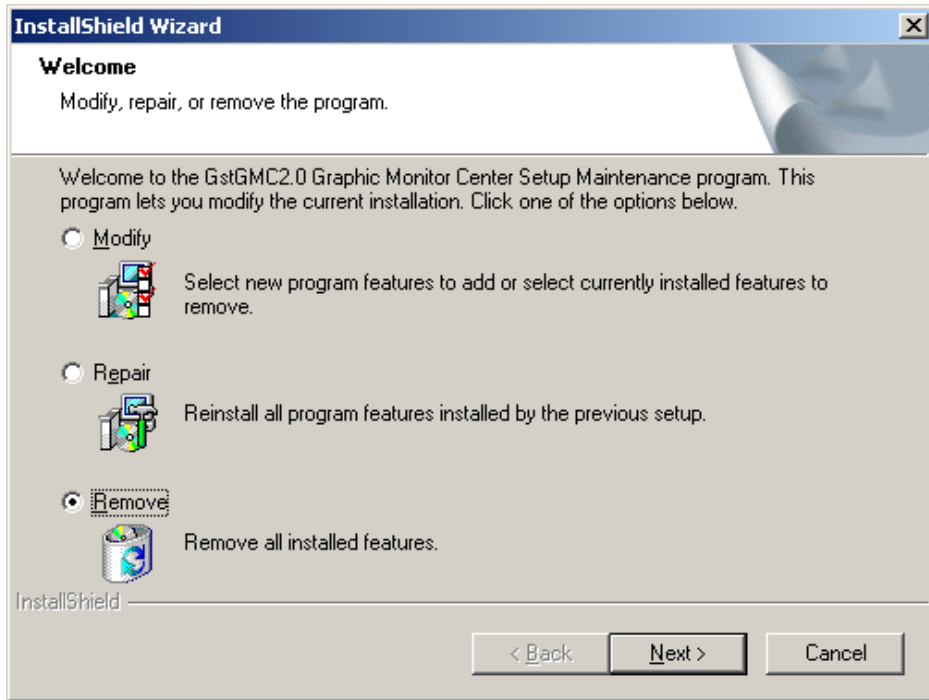 InstallShield Wizard
Welcome
Modify, repair, or remove the program.
Welcome to the GstGMC2.0 Graphic Monitor Center Setup Maintenance program. This
program lets you modify the current installation. Click one of the options below.
Modify
Select new program features to add or select currently installed features to
remove.
Repair
Reinstall all program features installed by the previous setup.
Remove
Remove all installed features.
InstallShield
< Back Next > Cancel